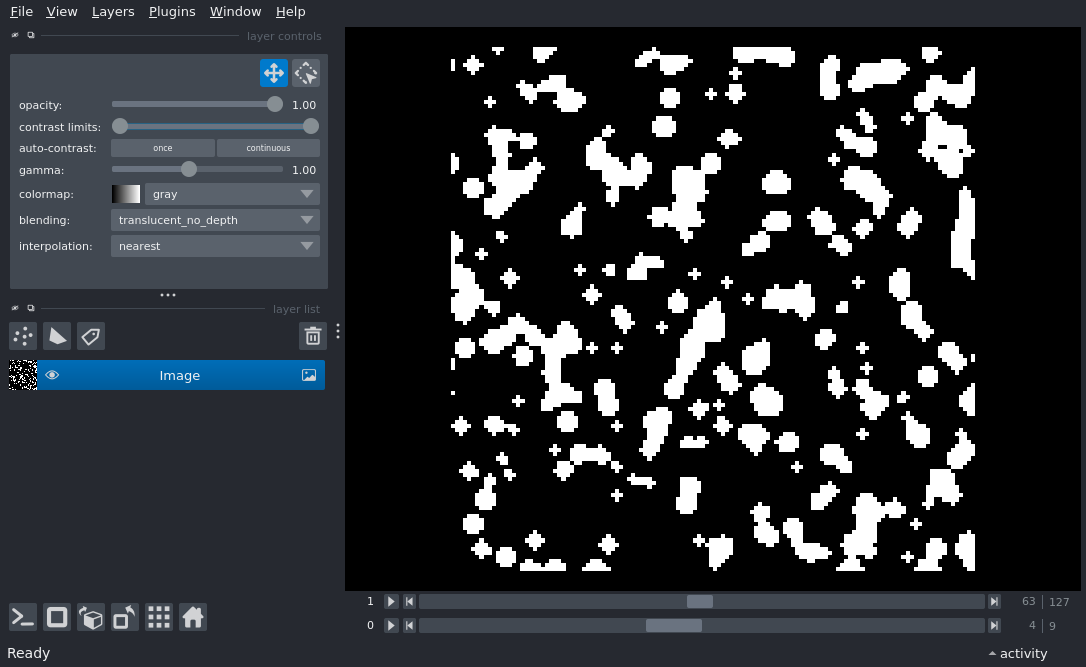 File View Layers Plugins Window Help
layer controls
opacity: 1.00
contrast limits:
auto-contrast: once continuous
gamma: 1.00
colormap: gray
blending: translucent_no_depth
interpolation: nearest
layer list
Image
1 63 127
0 4 9
Ready activity